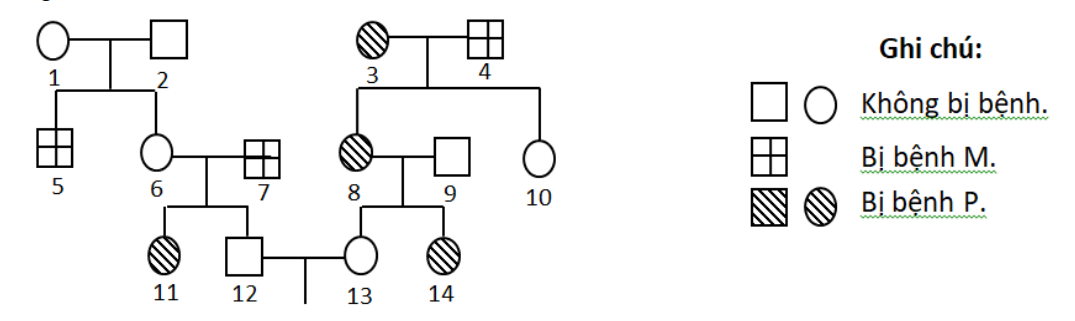 1 2 3 4
Ghi chú:
Không bị bệnh.
5 6 7 8 9 10
Bị bệnh M.
Bị bệnh P.
11 12 13 14